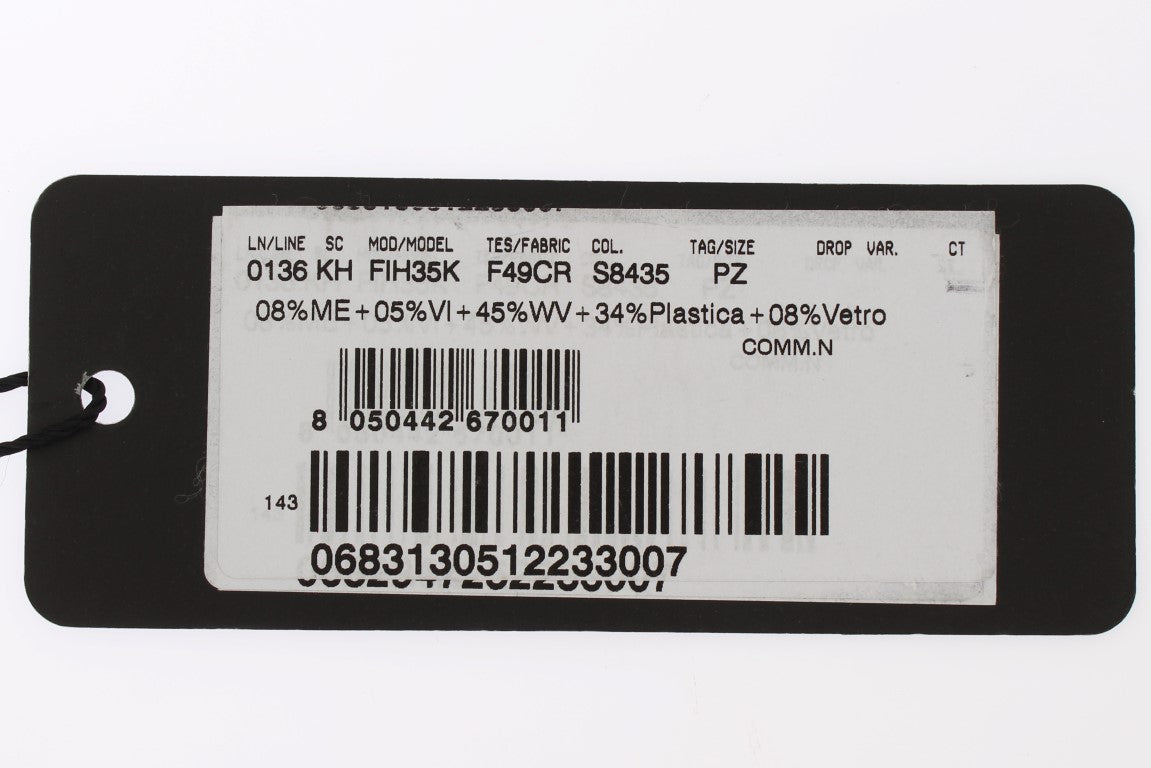 LN/LINE SC MOD/MODEL TES/FABRIC COL. TAG/SIZE DROP VAR. CT
0136 KH FIH35K F49CR S8435 PZ
08%ME+05%VI+45%WV+34%Plastica+08%Vetro
COMM.N
8 050442 670011
143
0683130512233007